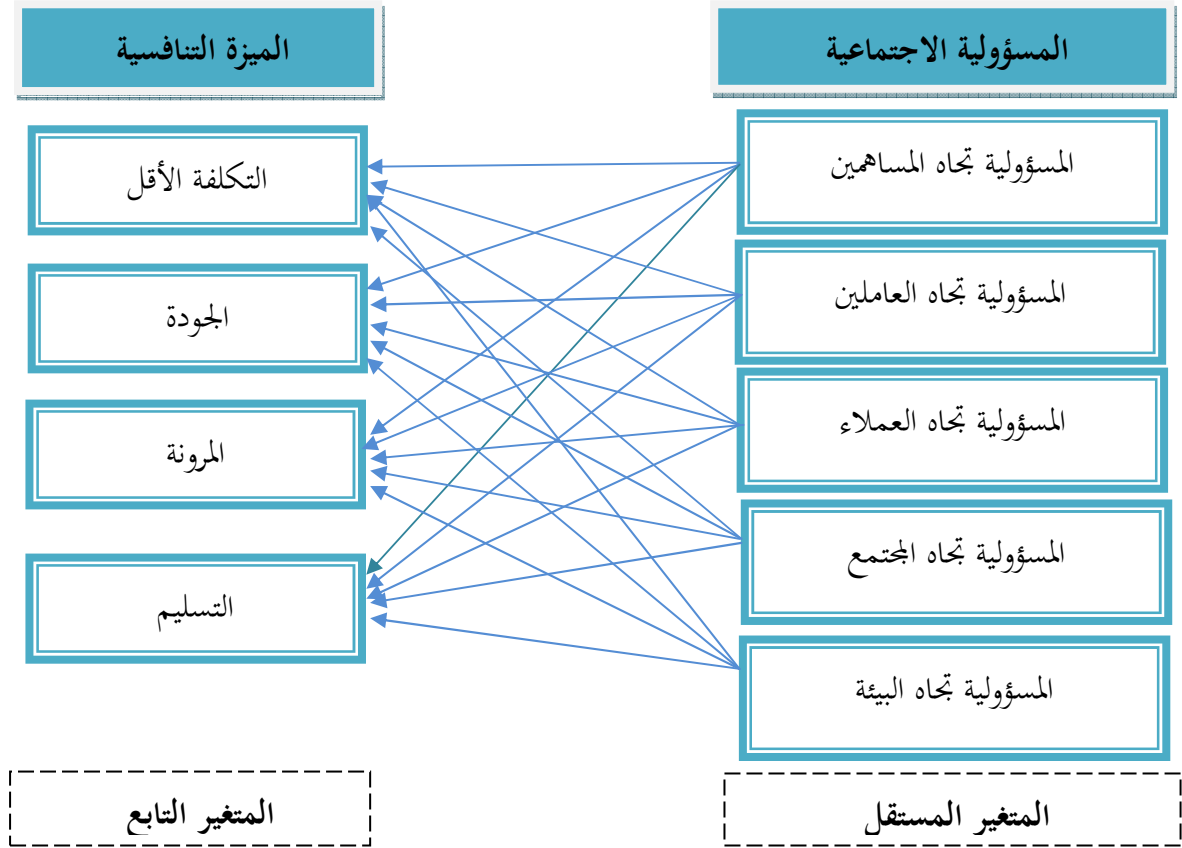 المسؤولية الاجتماعية
الميزة التنافسية
المسؤولية تجاه المساهمين
المسؤولية تجاه العاملين
المسؤولية تجاه العملاء
المسؤولية تجاه المجتمع
المسؤولية تجاه البيئة
التكلفة الأقل
الجودة
المرونة
التسليم
المتغير المستقل
المتغير التابع